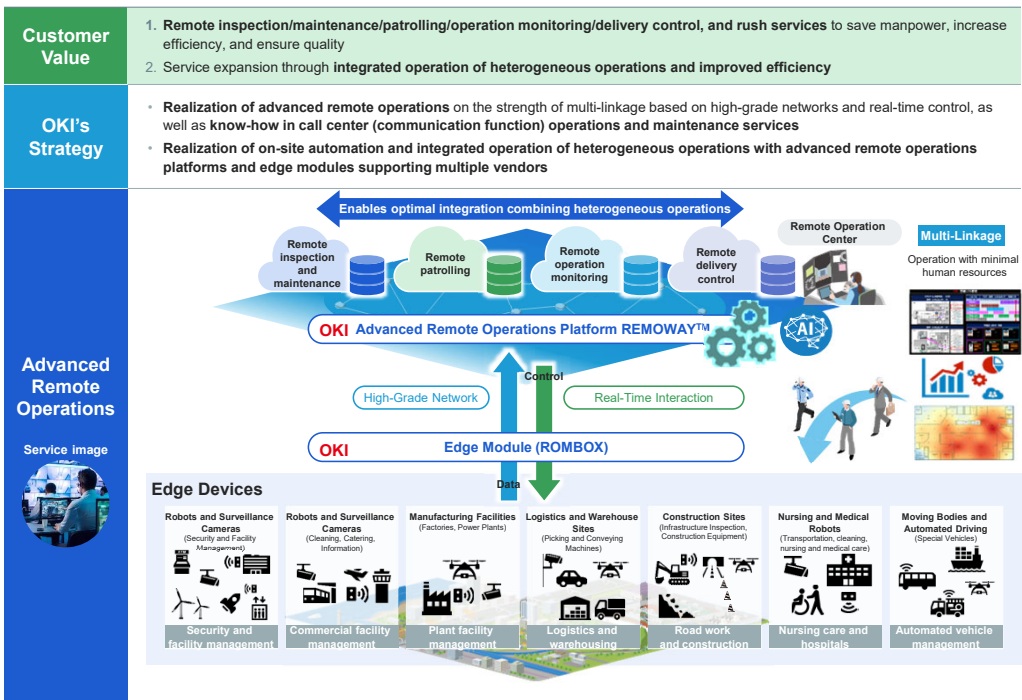 Customer
Value
1. Remote inspection/maintenance/patrolling/operation monitoring/delivery control, and rush services to save manpower, increase
efficiency, and ensure quality
2. Service expansion through integrated operation of heterogeneous operations and improved efficiency
OKI's
Strategy
• Realization of advanced remote operations on the strength of multi-linkage based on high-grade networks and real-time control, as
well as know-how in call center (communication function) operations and maintenance services
• Realization of on-site automation and integrated operation of heterogeneous operations with advanced remote operations
platforms and edge modules supporting multiple vendors
Advanced
Remote
Operations
Service image
Enables optimal integration combining heterogeneous operations
Remote
inspection
and
maintenance
Remote
patrolling
Remote
operation
monitoring
Remote
delivery
control
Remote Operation
Center
Multi-Linkage
Operation with minimal
human resources
OKI Advanced Remote Operations Platform REMOWAY™
AI
Control
High-Grade Network
Real-Time Interaction
OKI Edge Module (ROMBOX)
Data
Edge Devices
Robots and Surveillance
Cameras
(Security and Facility
Management)
Security and
facility management
Robots and Surveillance
Cameras
(Cleaning, Catering,
Information)
Commercial facility
management
Manufacturing Facilities
(Factories, Power Plants)
Plant facility
management
Logistics and Warehouse
Sites
(Picking and Conveying
Machines)
Logistics and
warehousing
Construction Sites
(Infrastructure Inspection,
Construction Equipment)
Road work
and construction
Nursing and Medical
Robots
(Transportation, cleaning,
nursing and medical care)
Nursing care and
hospitals
Moving Bodies and
Automated Driving
(Special Vehicles)
Automated vehicle
management